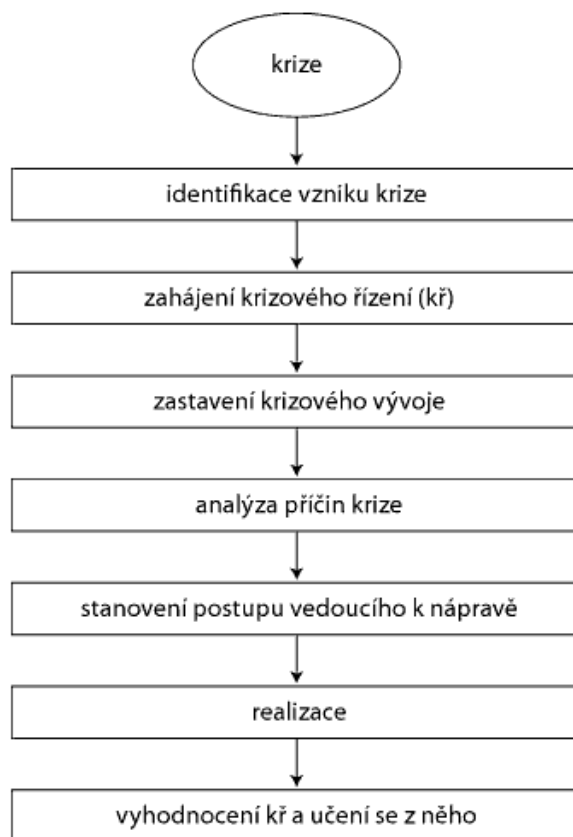 krize
identifikace vzniku krize
zahájení krizového řízení (kř)
zastavení krizového vývoje
analýza příčin krize
stanovení postupu vedoucího k nápravě
realizace
vyhodnocení kř a učení se z něho